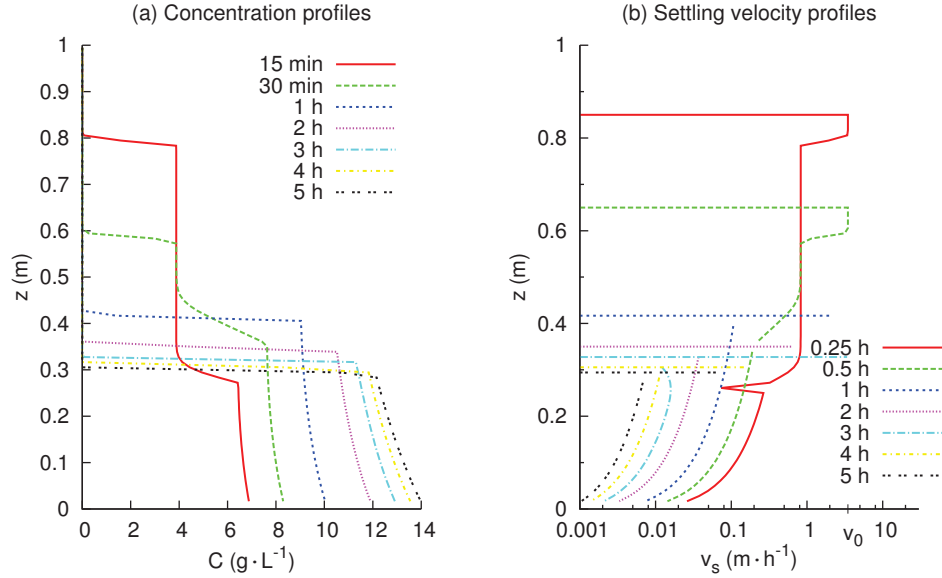 (a) Concentration profiles
1
0.9
0.8
0.7
0.6
0.5
0.4
0.3
0.2
0.1
0
z (m)
15 min
30 min
1 h
2 h
3 h
4 h
5 h
0 2 4 6 8 10 12 14
C (g·L⁻¹)
(b) Settling velocity profiles
1
0.8
0.6
0.4
0.2
0
z (m)
0.25 h
0.5 h
1 h
2 h
3 h
4 h
5 h
0.001 0.01 0.1 1 v₀ 10
vₛ (m·h⁻¹)